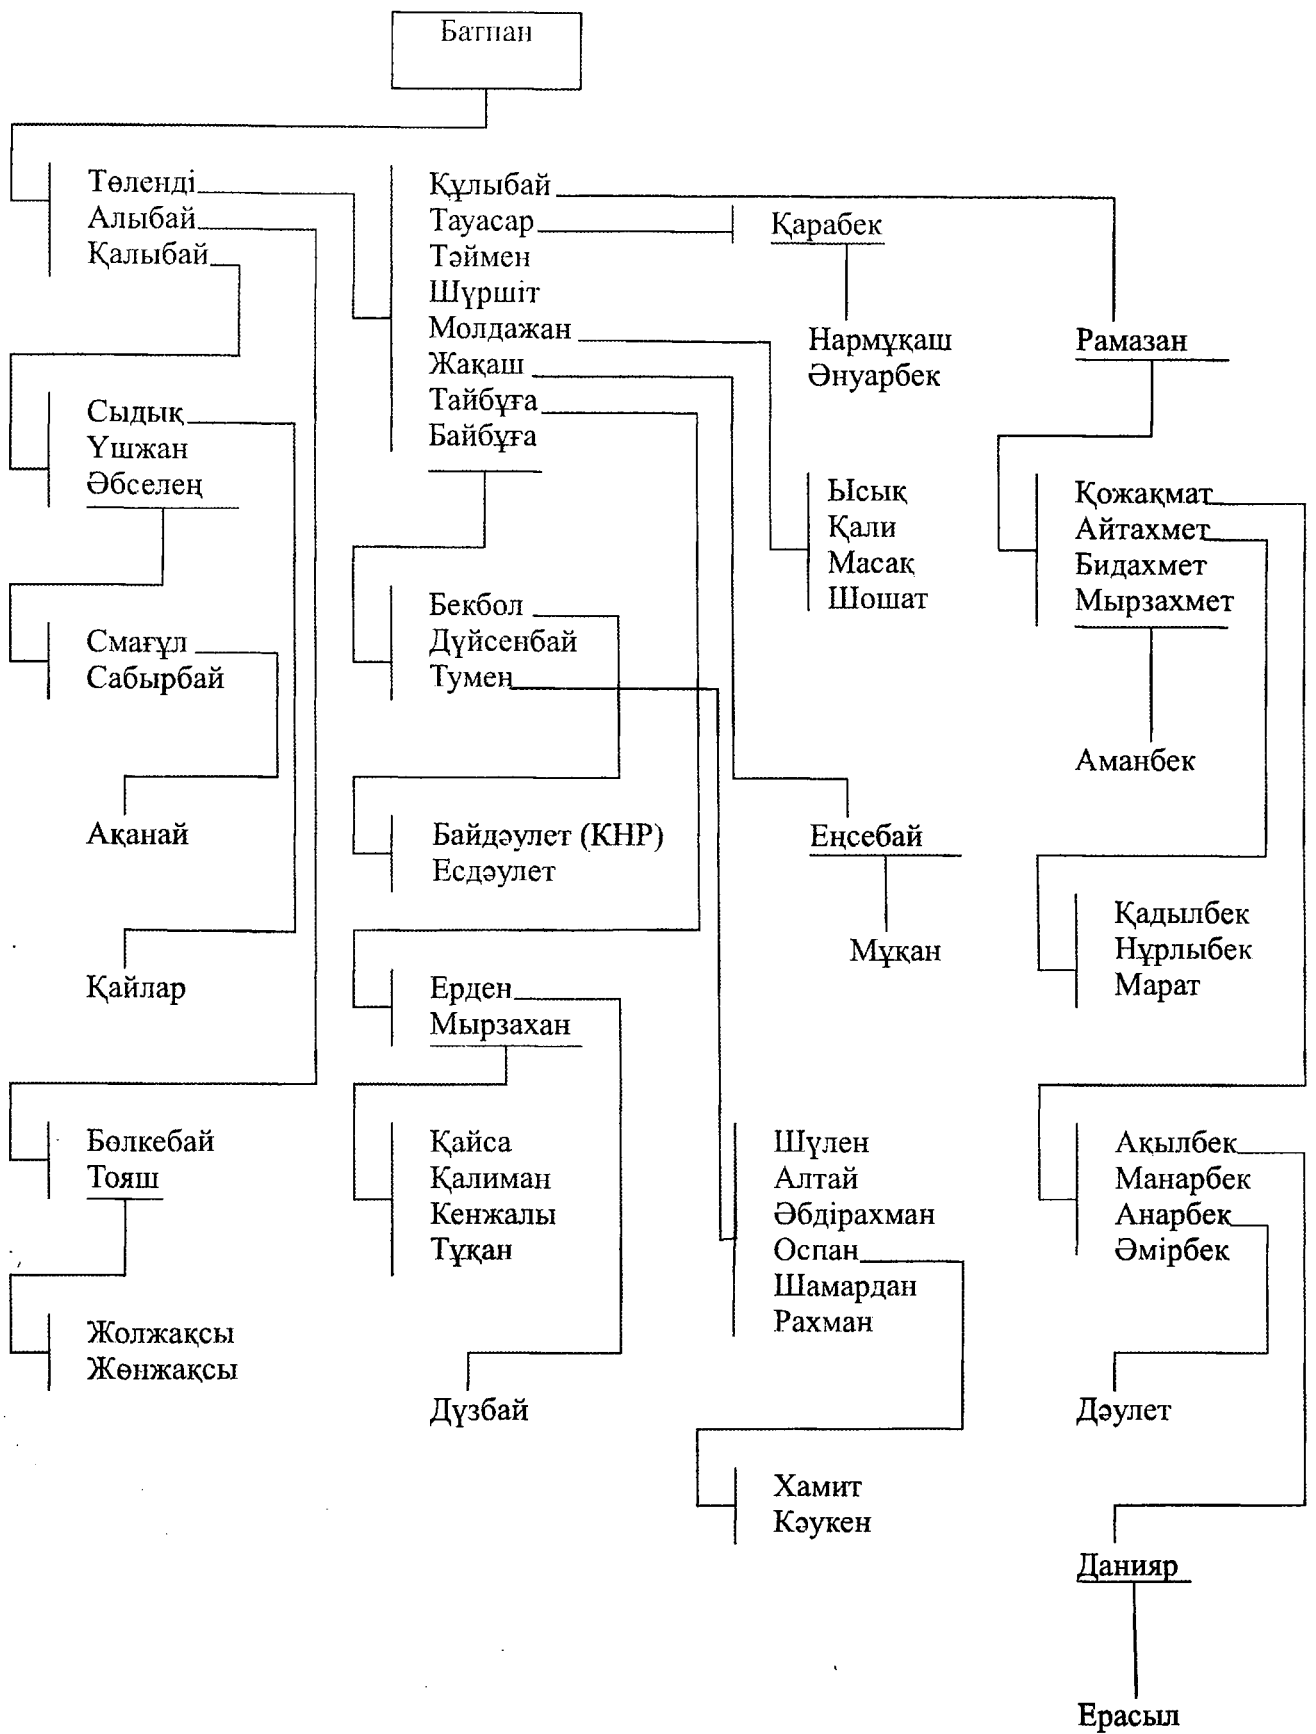 Батпан
Төленді
Алыбай
Қалыбай
Құлыбай
Тауасар
Тәймен
Шүршіт
Молдажан
Жақаш
Тайбұға
Байбұға
Қарабек
Нармұқаш
Әнуарбек
Рамазан
Сыдық
Үшжан
Әбселең
Ысық
Қали
Масақ
Шошат
Қожақмат
Айтахмет
Бидахмет
Мырзахмет
Смағұл
Сабырбай
Бекбол
Дүйсенбай
Тумен
Аманбек
Ақанай
Байдәулет (КНР)
Есдәулет
Еңсебай
Мұқан
Қадылбек
Нұрлыбек
Марат
Қайлар
Ерден
Мырзахан
Бөлкебай
Тояш
Қайса
Қалиман
Кенжалы
Тұқан
Шүлен
Алтай
Әбдірахман
Оспан
Шамардан
Рахман
Ақылбек
Манарбек
Анарбек
Әмірбек
Жолжақсы
Жөнжақсы
Дүзбай
Дәулет
Хамит
Кәукен
Данияр
Ерасыл